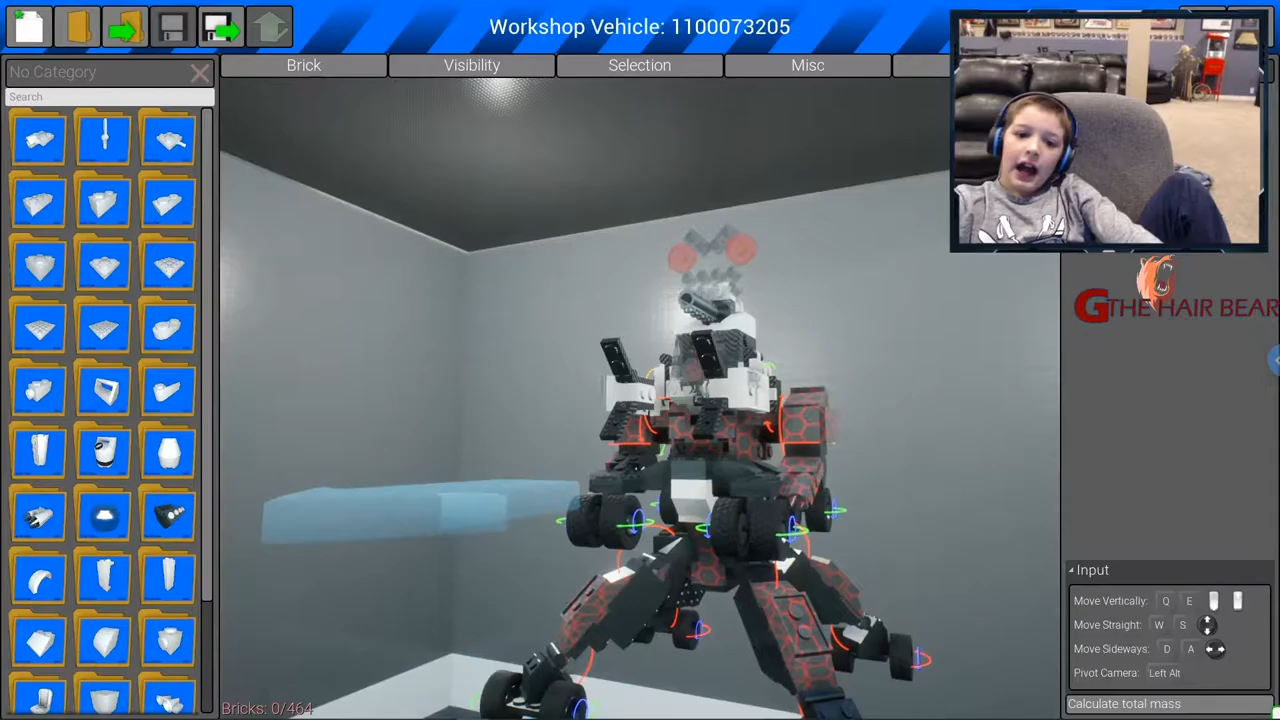 Workshop Vehicle: 1100073205
No Category
Search
Brick
Visibility
Selection
Misc
GTHE HAIR BEAR
Input
Move Vertically: Q E
Move Straight: W S
Move Sideways: D A
Pivot Camera: Left Alt
Calculate total mass
Bricks: 0/464